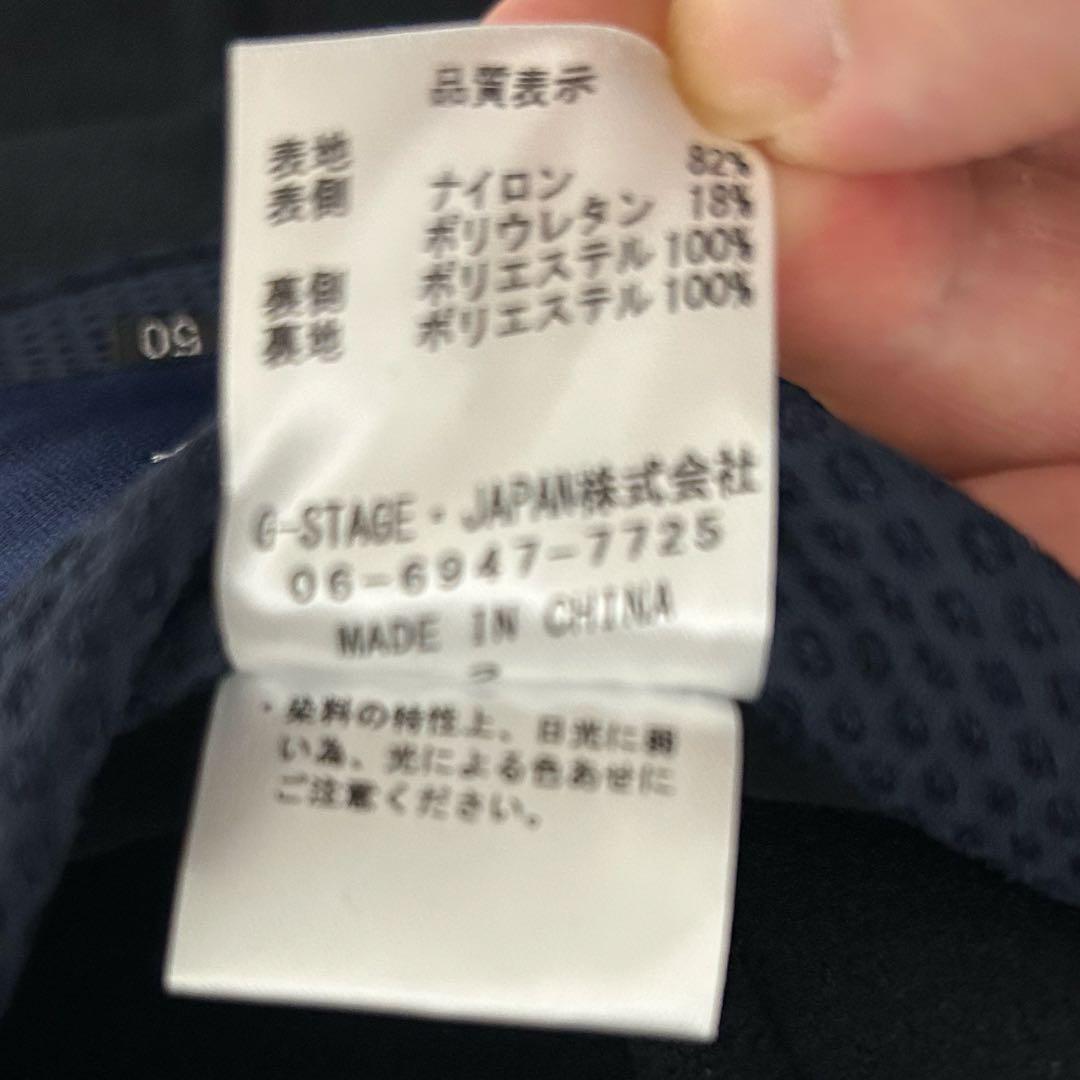 品質表示
表地
表側 ナイロン 82%
ポリウレタン 18%
裏側 ポリエステル 100%
裏地 ポリエステル 100%
50
G-STAGE・JAPAN株式会社
06-6947-7725
MADE IN CHINA
2
・染料の特性上、日光に弱
い為、光による色あせに
ご注意ください。